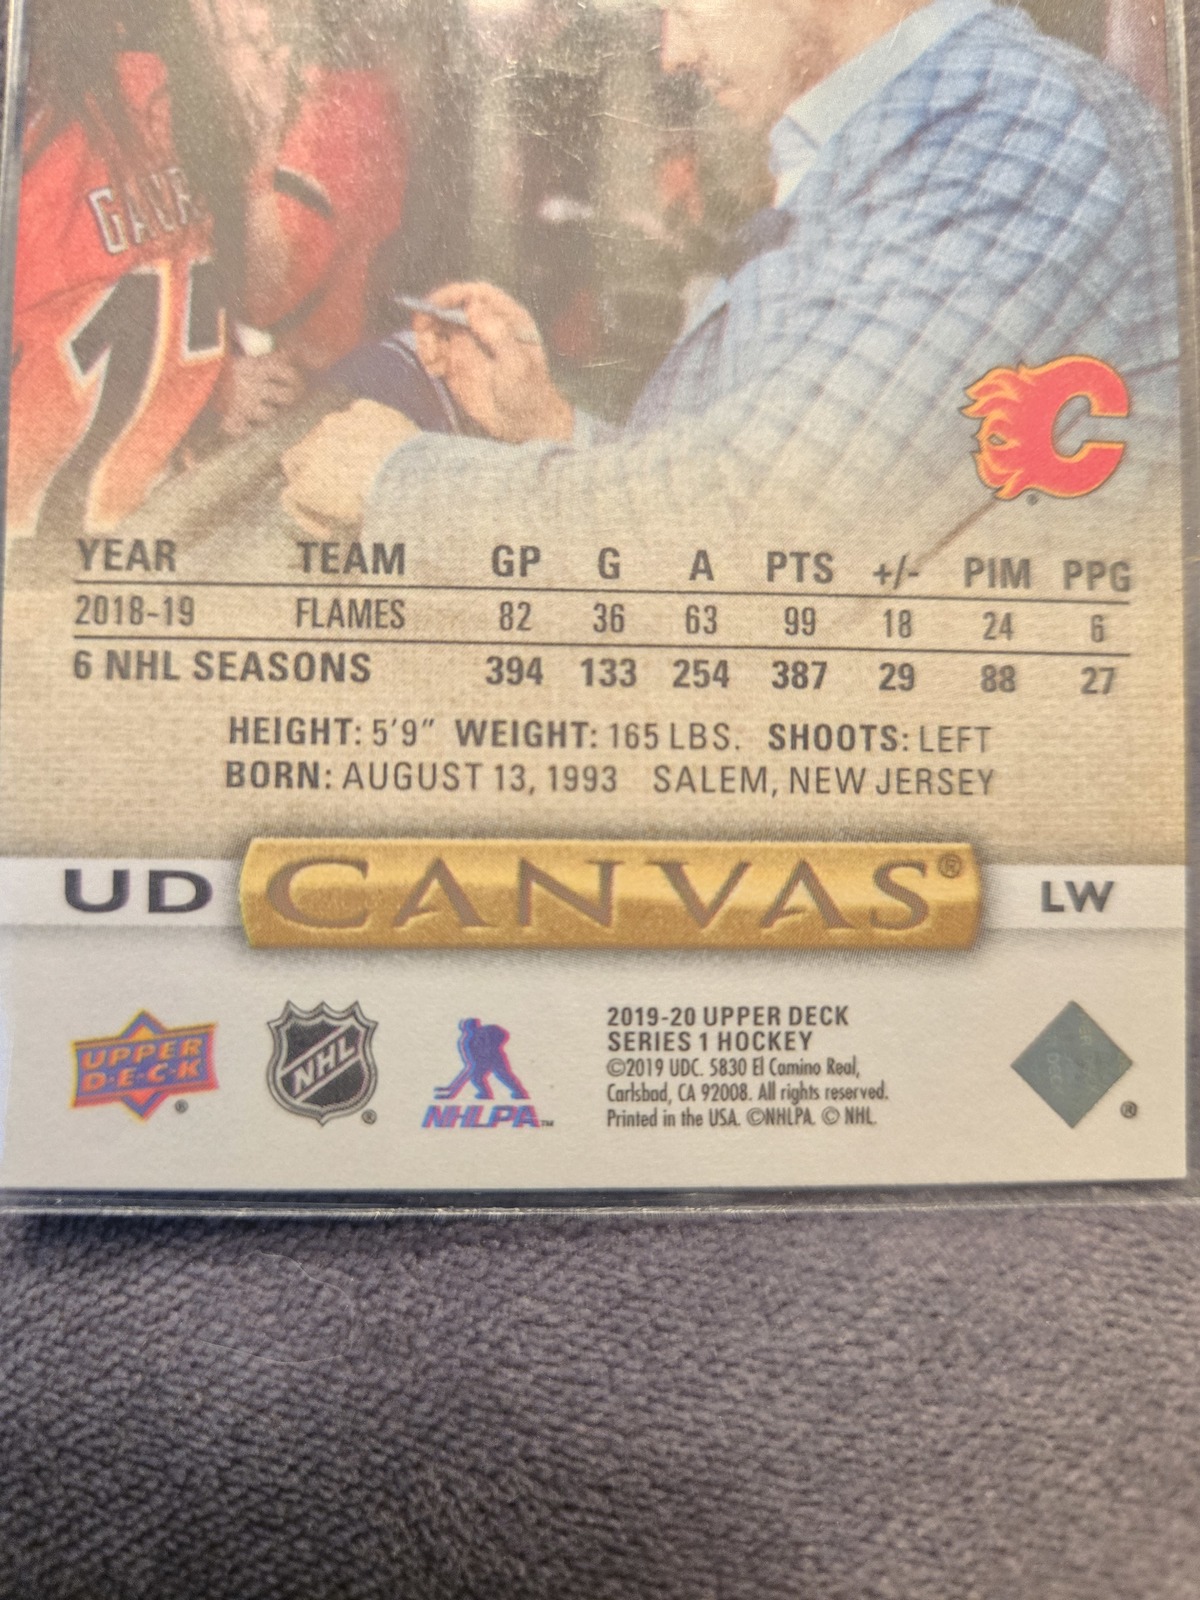 YEAR TEAM GP G A PTS +/- PIM PPG
2018-19 FLAMES 82 36 63 99 18 24 6
6 NHL SEASONS 394 133 254 387 29 88 27
HEIGHT: 5'9" WEIGHT: 165 LBS. SHOOTS: LEFT
BORN: AUGUST 13, 1993 SALEM, NEW JERSEY
UD CANVAS® LW
UPPER
D·E·C·K
®
NHL
®
NHLPA™
2019-20 UPPER DECK
SERIES 1 HOCKEY
©2019 UDC. 5830 El Camino Real,
Carlsbad, CA 92008. All rights reserved.
Printed in the USA. ©NHLPA. © NHL.
®